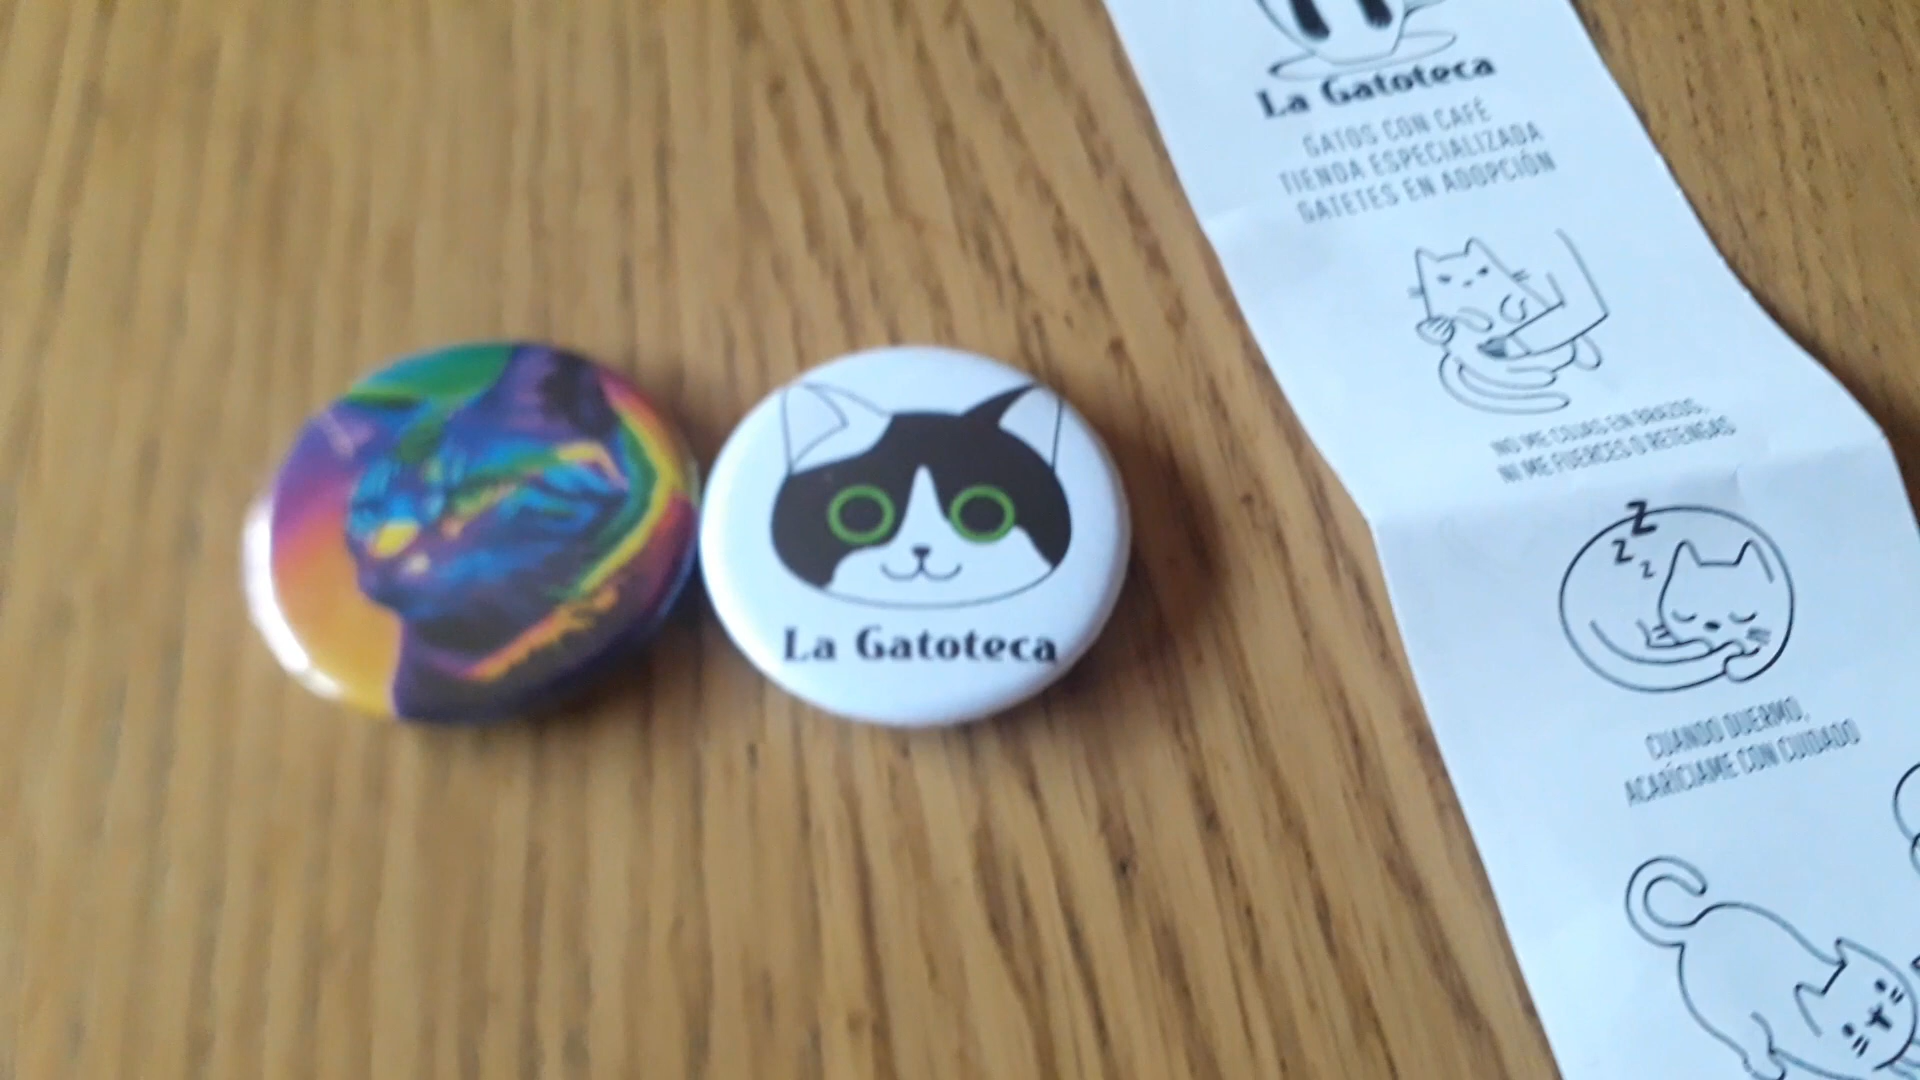 La Gatoteca
GATOS CON CAFÉ
TIENDA ESPECIALIZADA
GATETES EN ADOPCIÓN
NO ME COJAS EN BRAZOS,
NI ME FUERCES O RETENGAS
Z
Z
Z
CUANDO DUERMO,
ACARÍCIAME CON CUIDADO
La Gatoteca